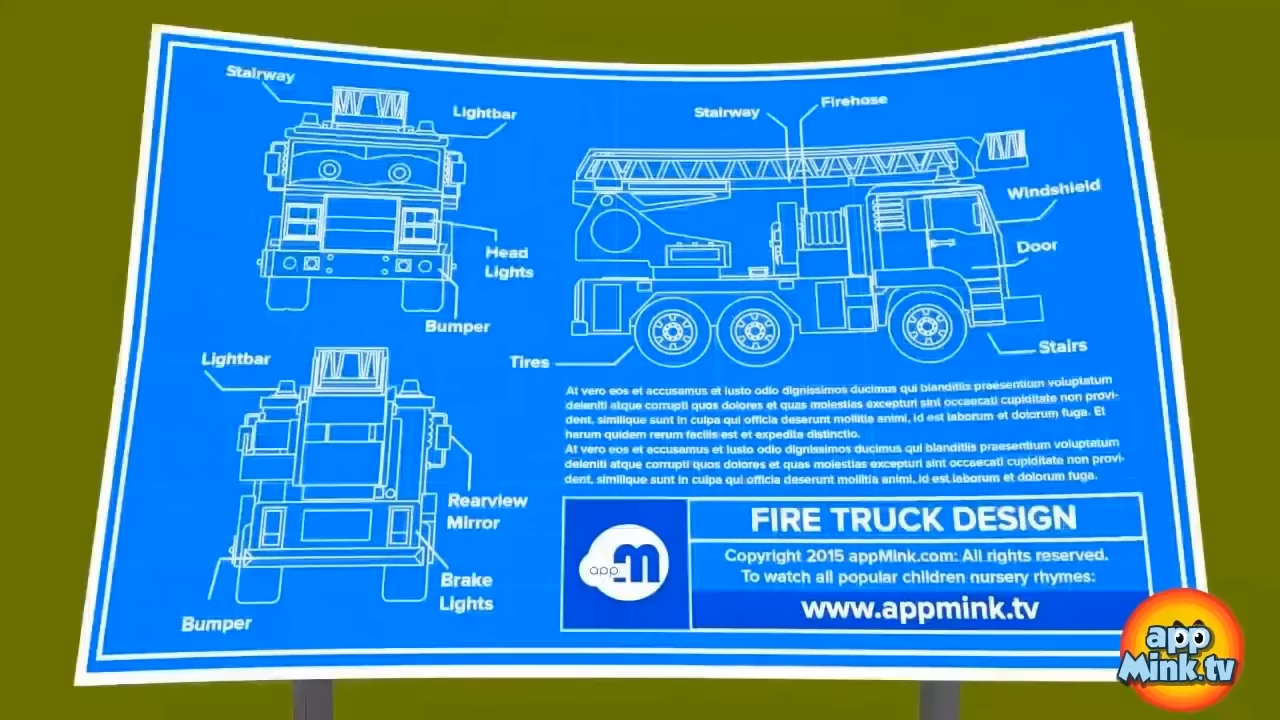 Stairway
Lightbar
Head
Lights
Bumper
Stairway
Firehose
Windshield
Door
Stairs
Tires
Lightbar
Rearview
Mirror
Brake
Lights
Bumper
At vero eos et accusamus et iusto odio dignissimos ducimus qui blanditiis praesentium voluptatum
deleniti atque corrupti quos dolores et quas molestias excepturi sint occaecati cupiditate non provi-
dent, similique sunt in culpa qui officia deserunt mollitia animi, id est laborum et dolorum fuga. Et
harum quidem rerum facilis est et expedita distinctio.
At vero eos et accusamus et iusto odio dignissimos ducimus qui blanditiis praesentium voluptatum
deleniti atque corrupti quos dolores et quas molestias excepturi sint occaecati cupiditate non provi-
dent, similique sunt in culpa qui officia deserunt mollitia animi, id est laborum et dolorum fuga.
app m
FIRE TRUCK DESIGN
Copyright 2015 appMink.com: All rights reserved.
To watch all popular children nursery rhymes:
www.appmink.tv
app
Mink.tv